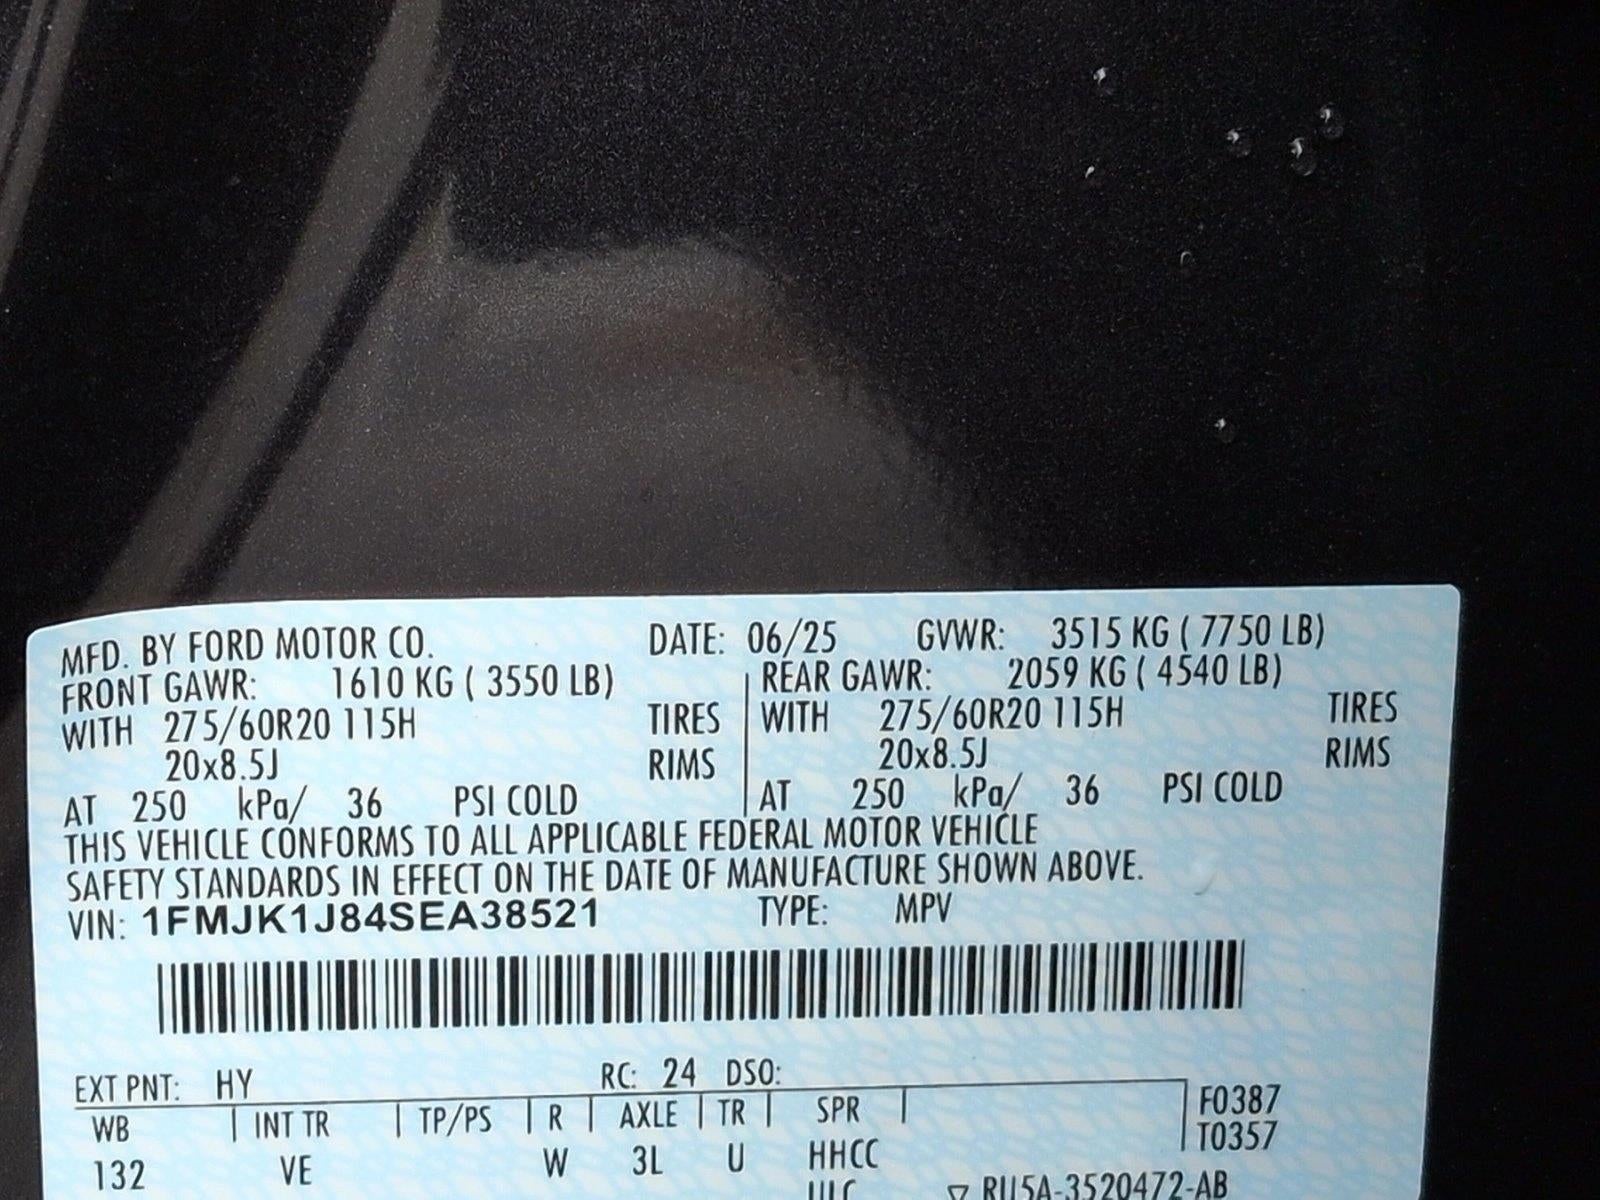 MFD. BY FORD MOTOR CO. DATE: 06/25 GVWR: 3515 KG ( 7750 LB)
FRONT GAWR: 1610 KG ( 3550 LB) REAR GAWR: 2059 KG ( 4540 LB)
WITH 275/60R20 115H TIRES WITH 275/60R20 115H TIRES
20x8.5J RIMS 20x8.5J RIMS
AT 250 kPa/ 36 PSI COLD AT 250 kPa/ 36 PSI COLD
THIS VEHICLE CONFORMS TO ALL APPLICABLE FEDERAL MOTOR VEHICLE
SAFETY STANDARDS IN EFFECT ON THE DATE OF MANUFACTURE SHOWN ABOVE.
VIN: 1FMJK1J84SEA38521 TYPE: MPV
EXT PNT: HY RC: 24 DSO:
WB INT TR TP/PS R AXLE TR SPR F0387
132 VE W 3L U HHCC T0357
RU5A-3520472-AB